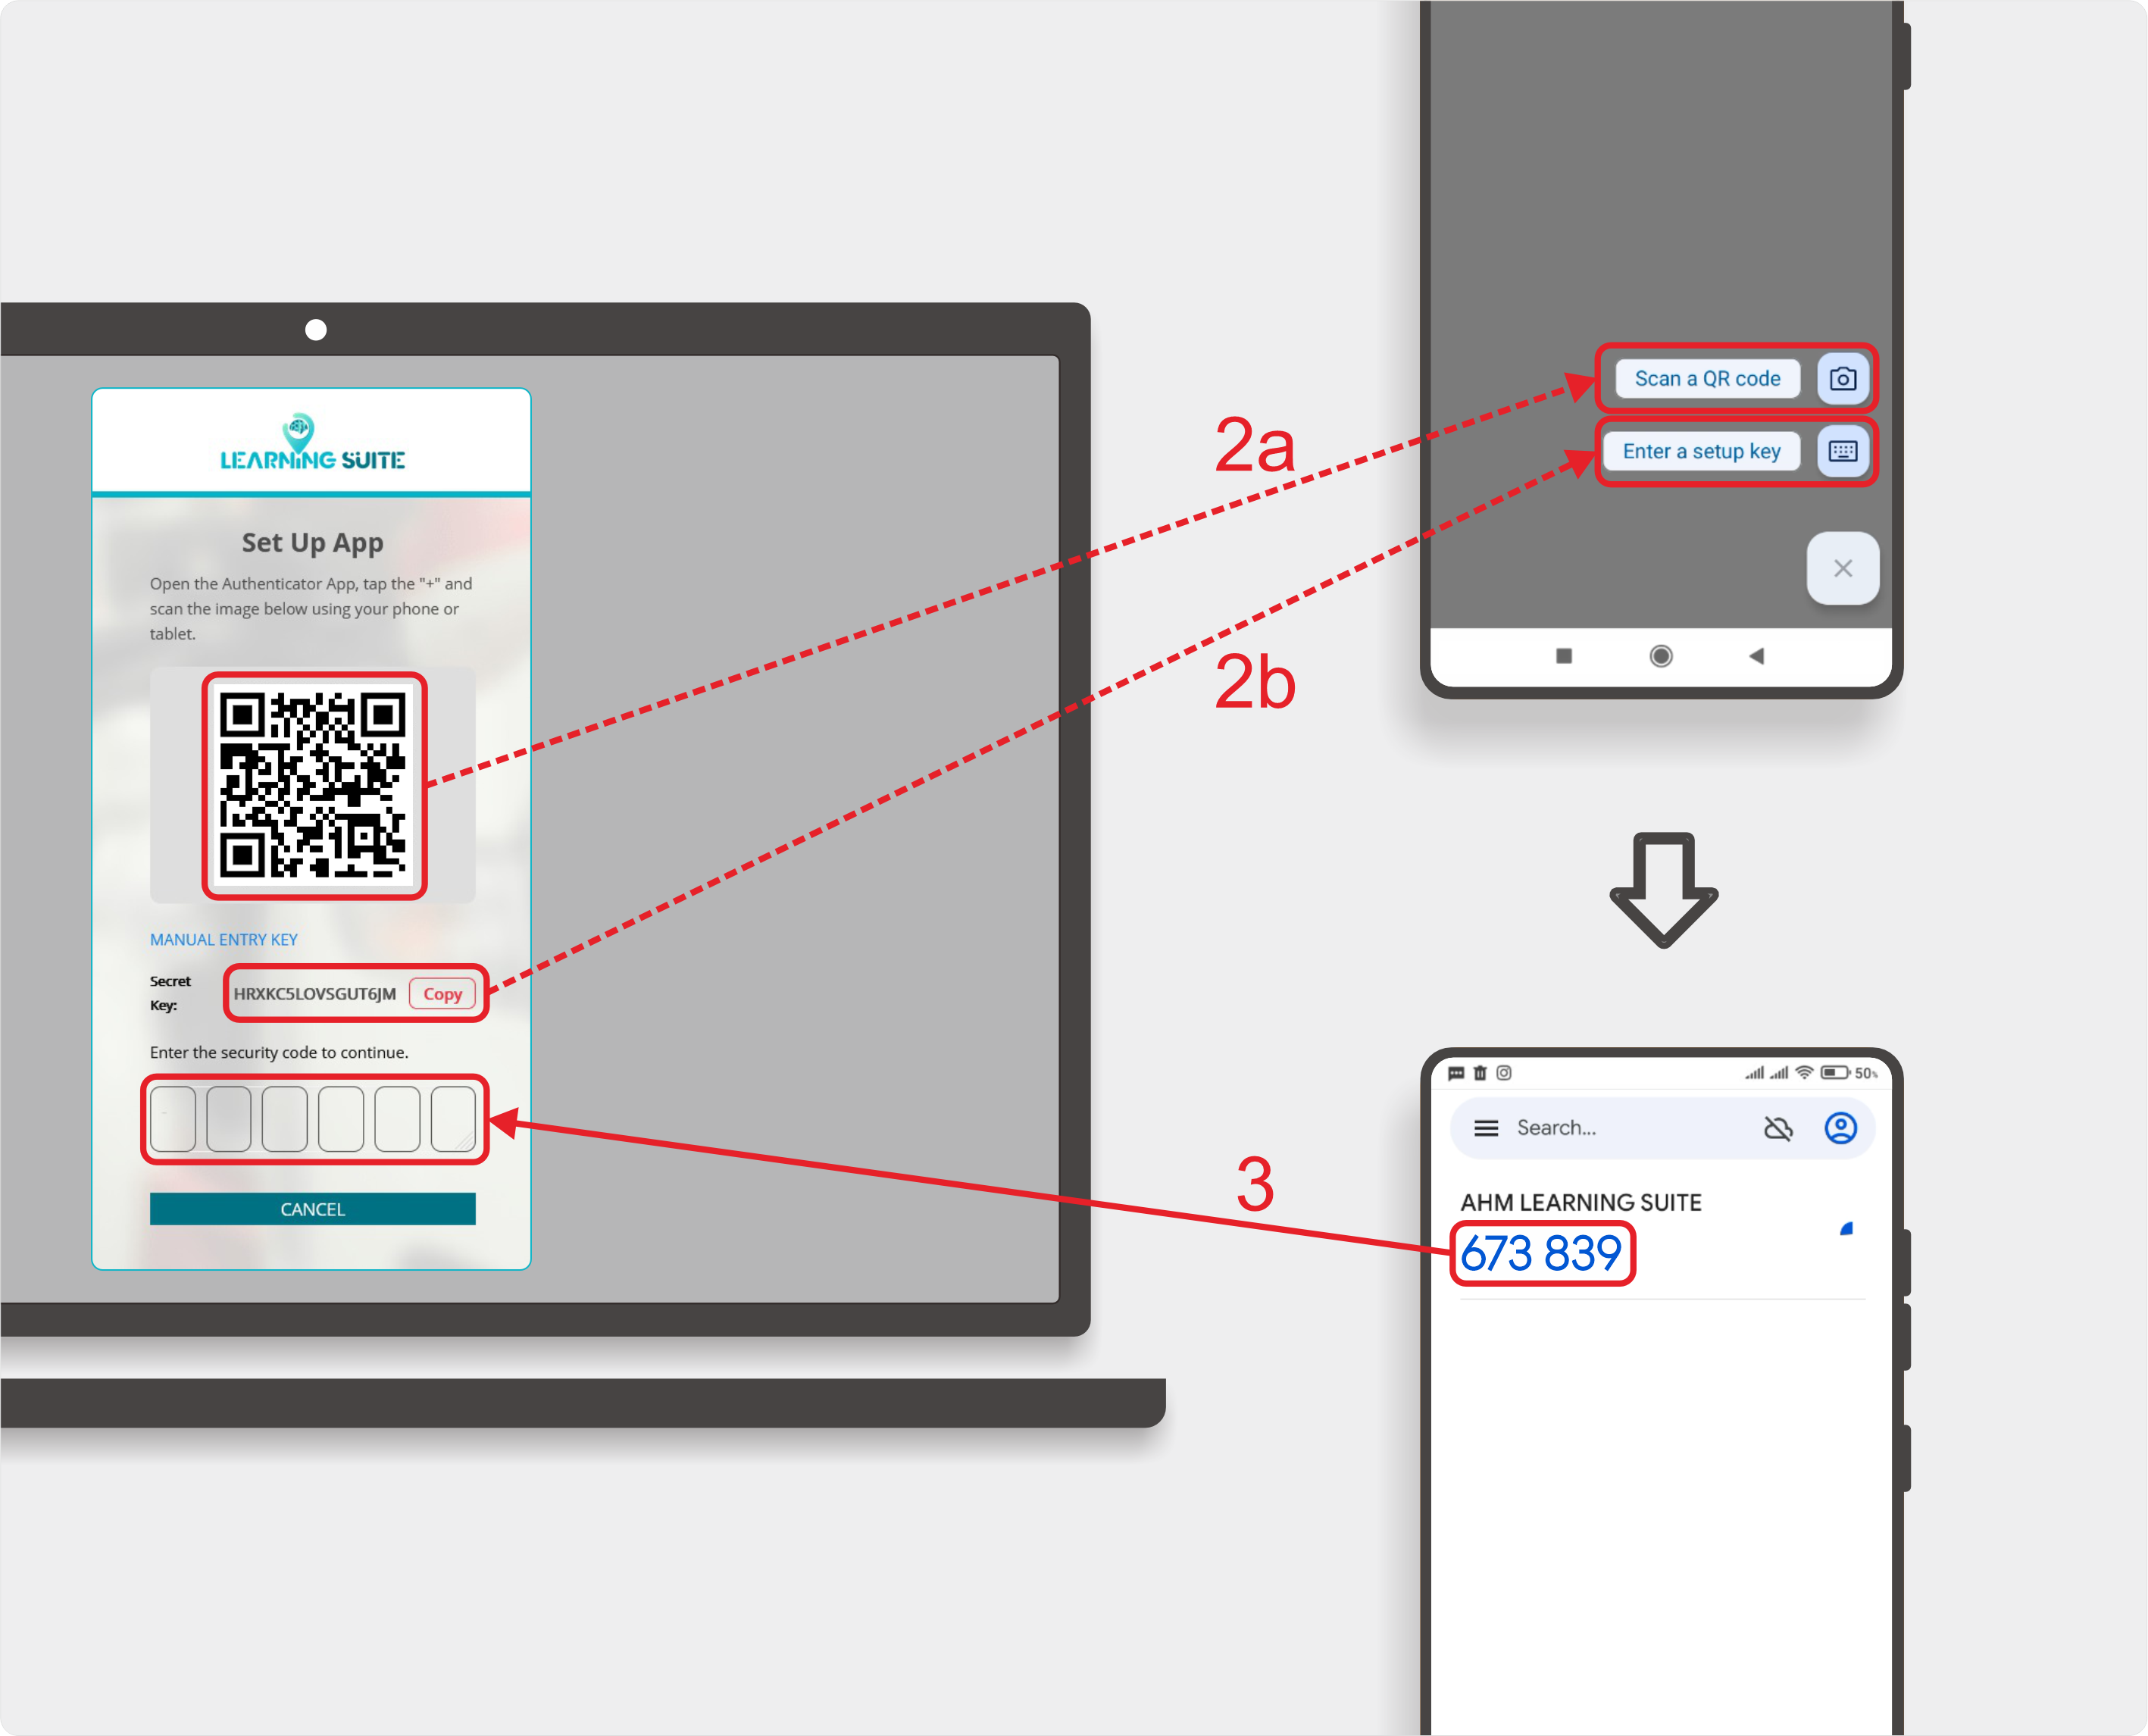 LEARNING SUITE
Set Up App
Open the Authenticator App, tap the "+" and
scan the image below using your phone or
tablet.
MANUAL ENTRY KEY
Secret
Key:
HRXKC5LOVSGUT6JM
Copy
Enter the security code to continue.
CANCEL
2a
2b
3
Scan a QR code
Enter a setup key
50%
Search...
AHM LEARNING SUITE
673 839